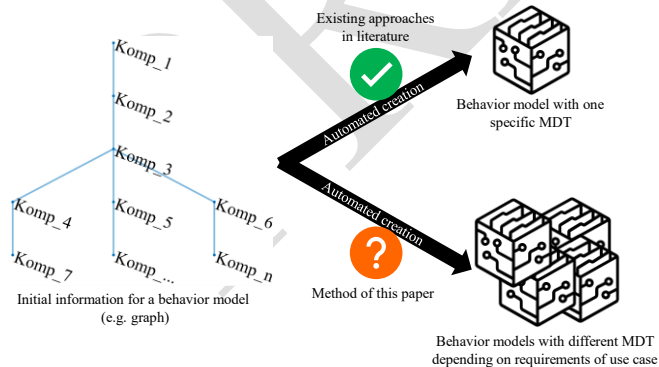 Komp_1
Komp_2
Komp_3
Komp_4
Komp_5
Komp_6
Komp_7
Komp_...
Komp_n
Initial information for a behavior model
(e.g. graph)
Existing approaches
in literature
Automated creation
Behavior model with one
specific MDT
Automated creation
?
Method of this paper
Behavior models with different MDT
depending on requirements of use case